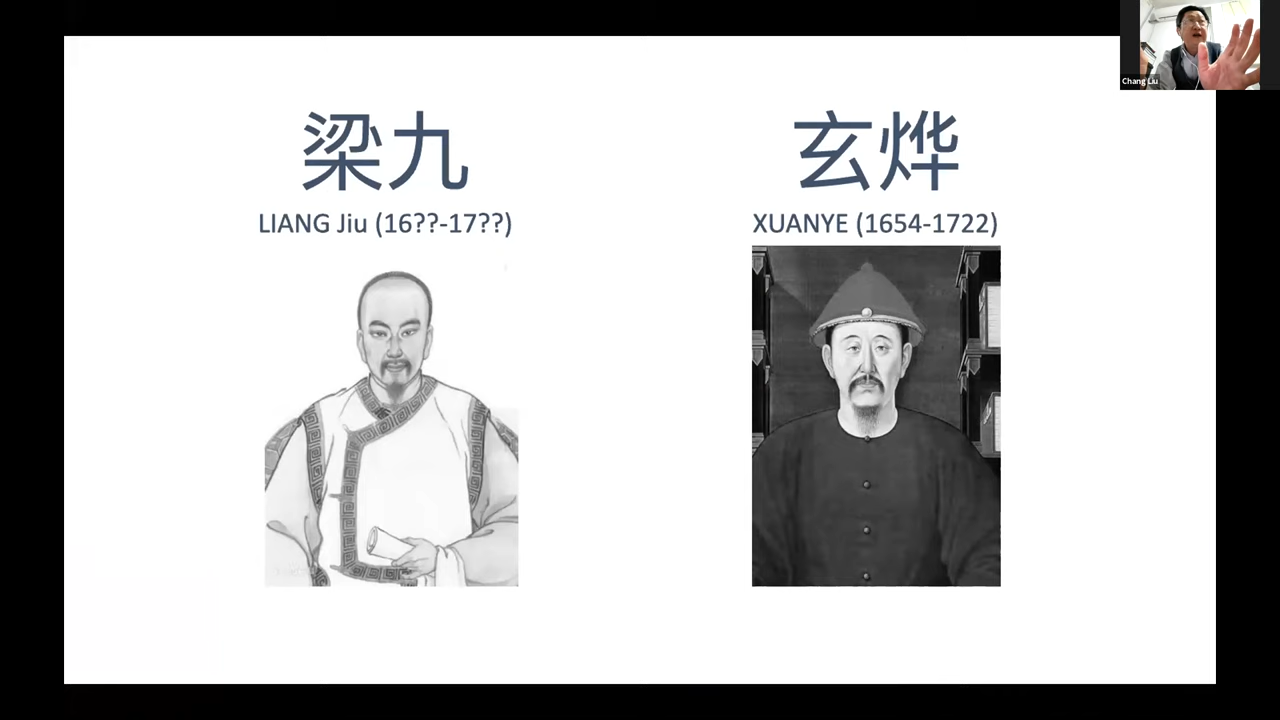 梁九
LIANG Jiu (16??-17??)
玄烨
XUANYE (1654-1722)
Chang Liu